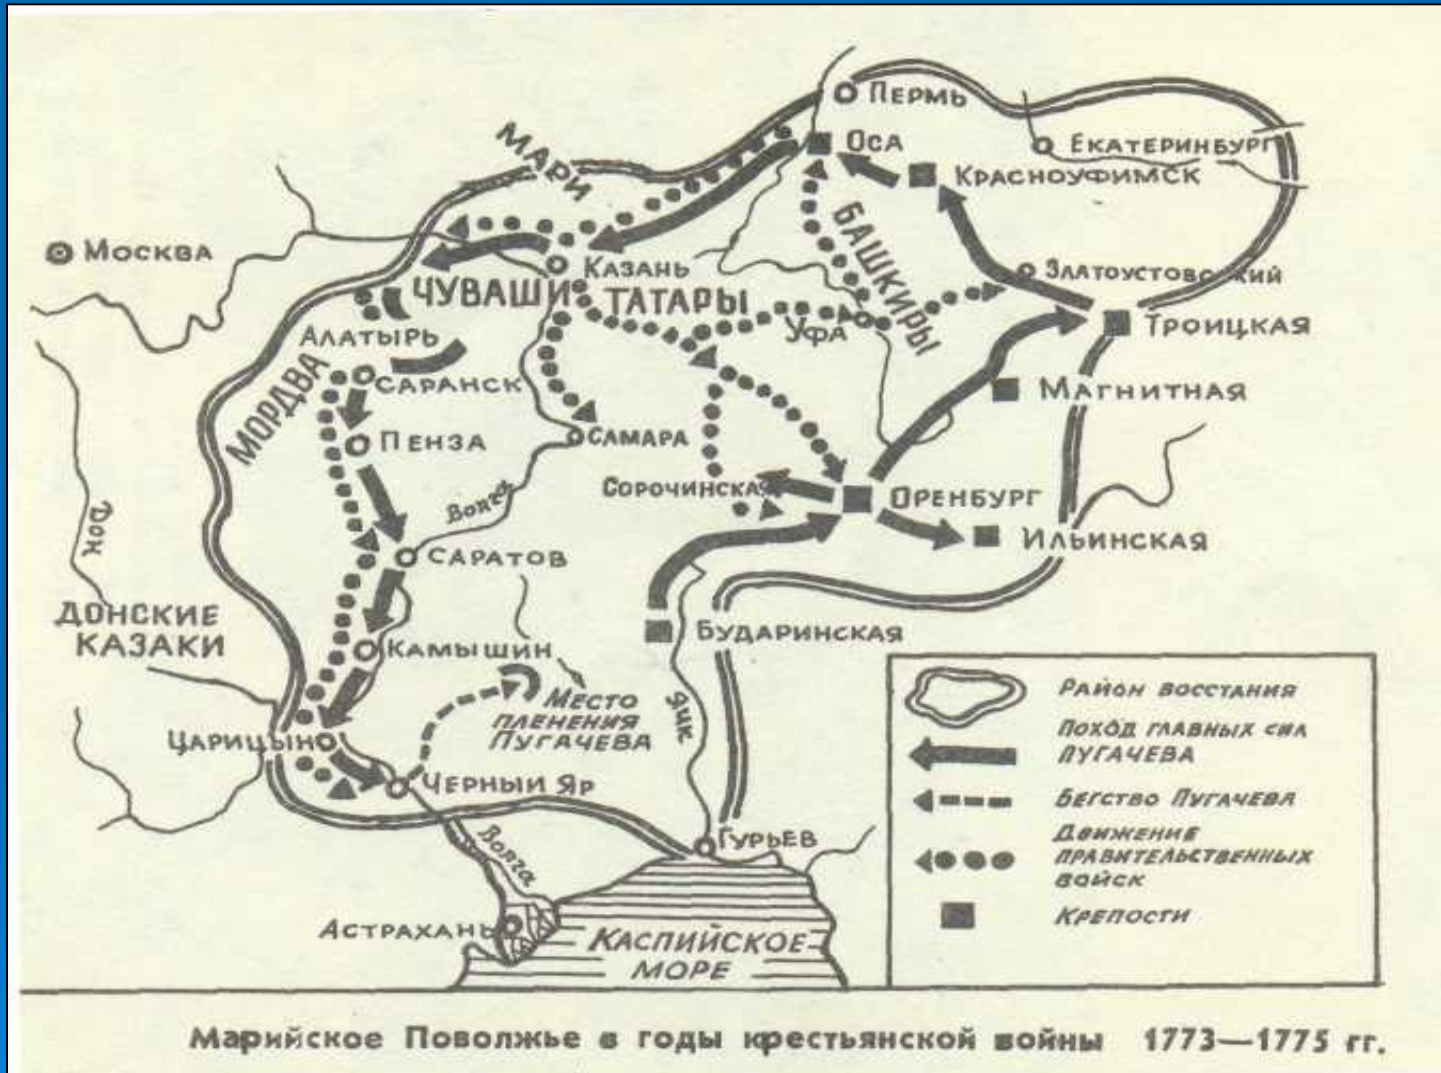 Пермь
Оса
Екатеринбург
Красноуфимск
Мари
Москва
Казань
Чуваши
Татары
Башкиры
Златоустовский
Алатырь
Уфа
Троицкая
Мордва
Саранск
Магнитная
Пенза
Самара
Сорочинская
Оренбург
Волга
Дон
Ильинская
Саратов
Донские
казаки
Камышин
Бударинская
Место
пленения
Пугачева
Яик
Царицын
Черный Яр
Гурьев
Волга
Астрахань
Каспийское
море
Район восстания
Поход главных сил
Пугачева
Бегство Пугачева
Движение
правительственных
войск
Крепости
Марийское Поволжье в годы крестьянской войны 1773—1775 гг.